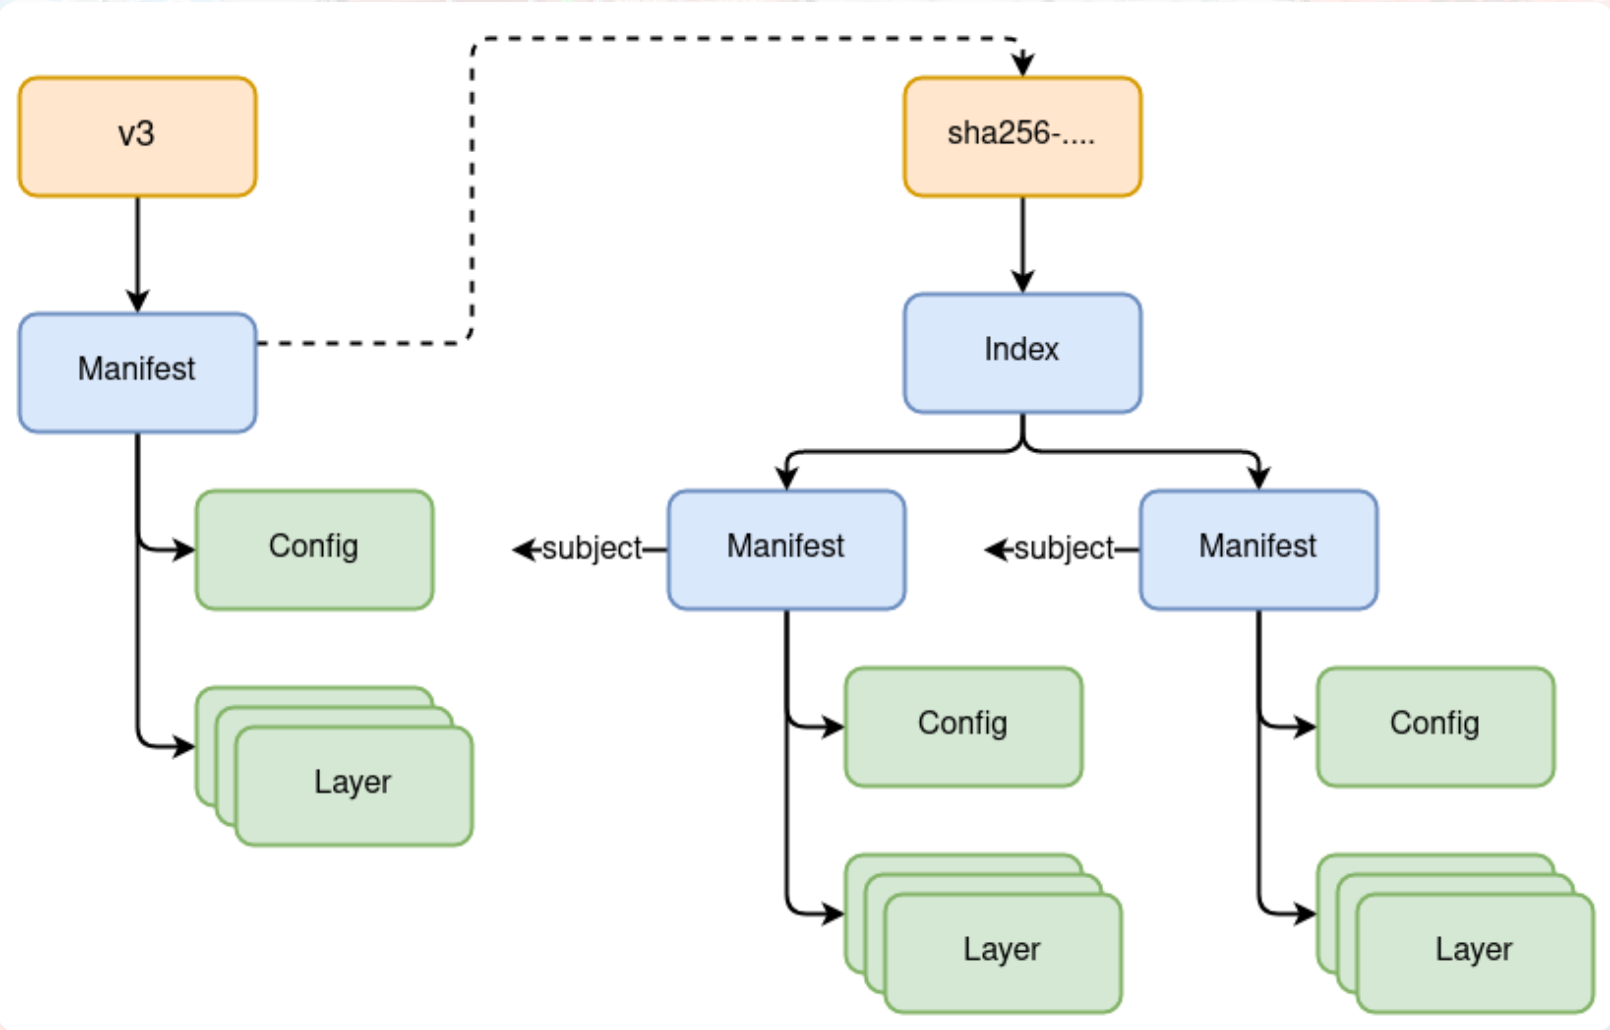 v3
sha256-....
Manifest
Index
Config
subject
Manifest
subject
Manifest
Layer
Config
Config
Layer
Layer